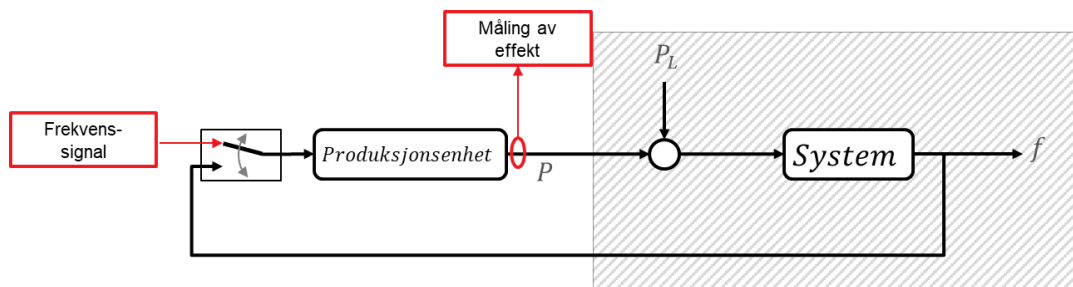 Måling av
effekt
P_L
Frekvens-
signal
Produksjonsenhet
P
System
f